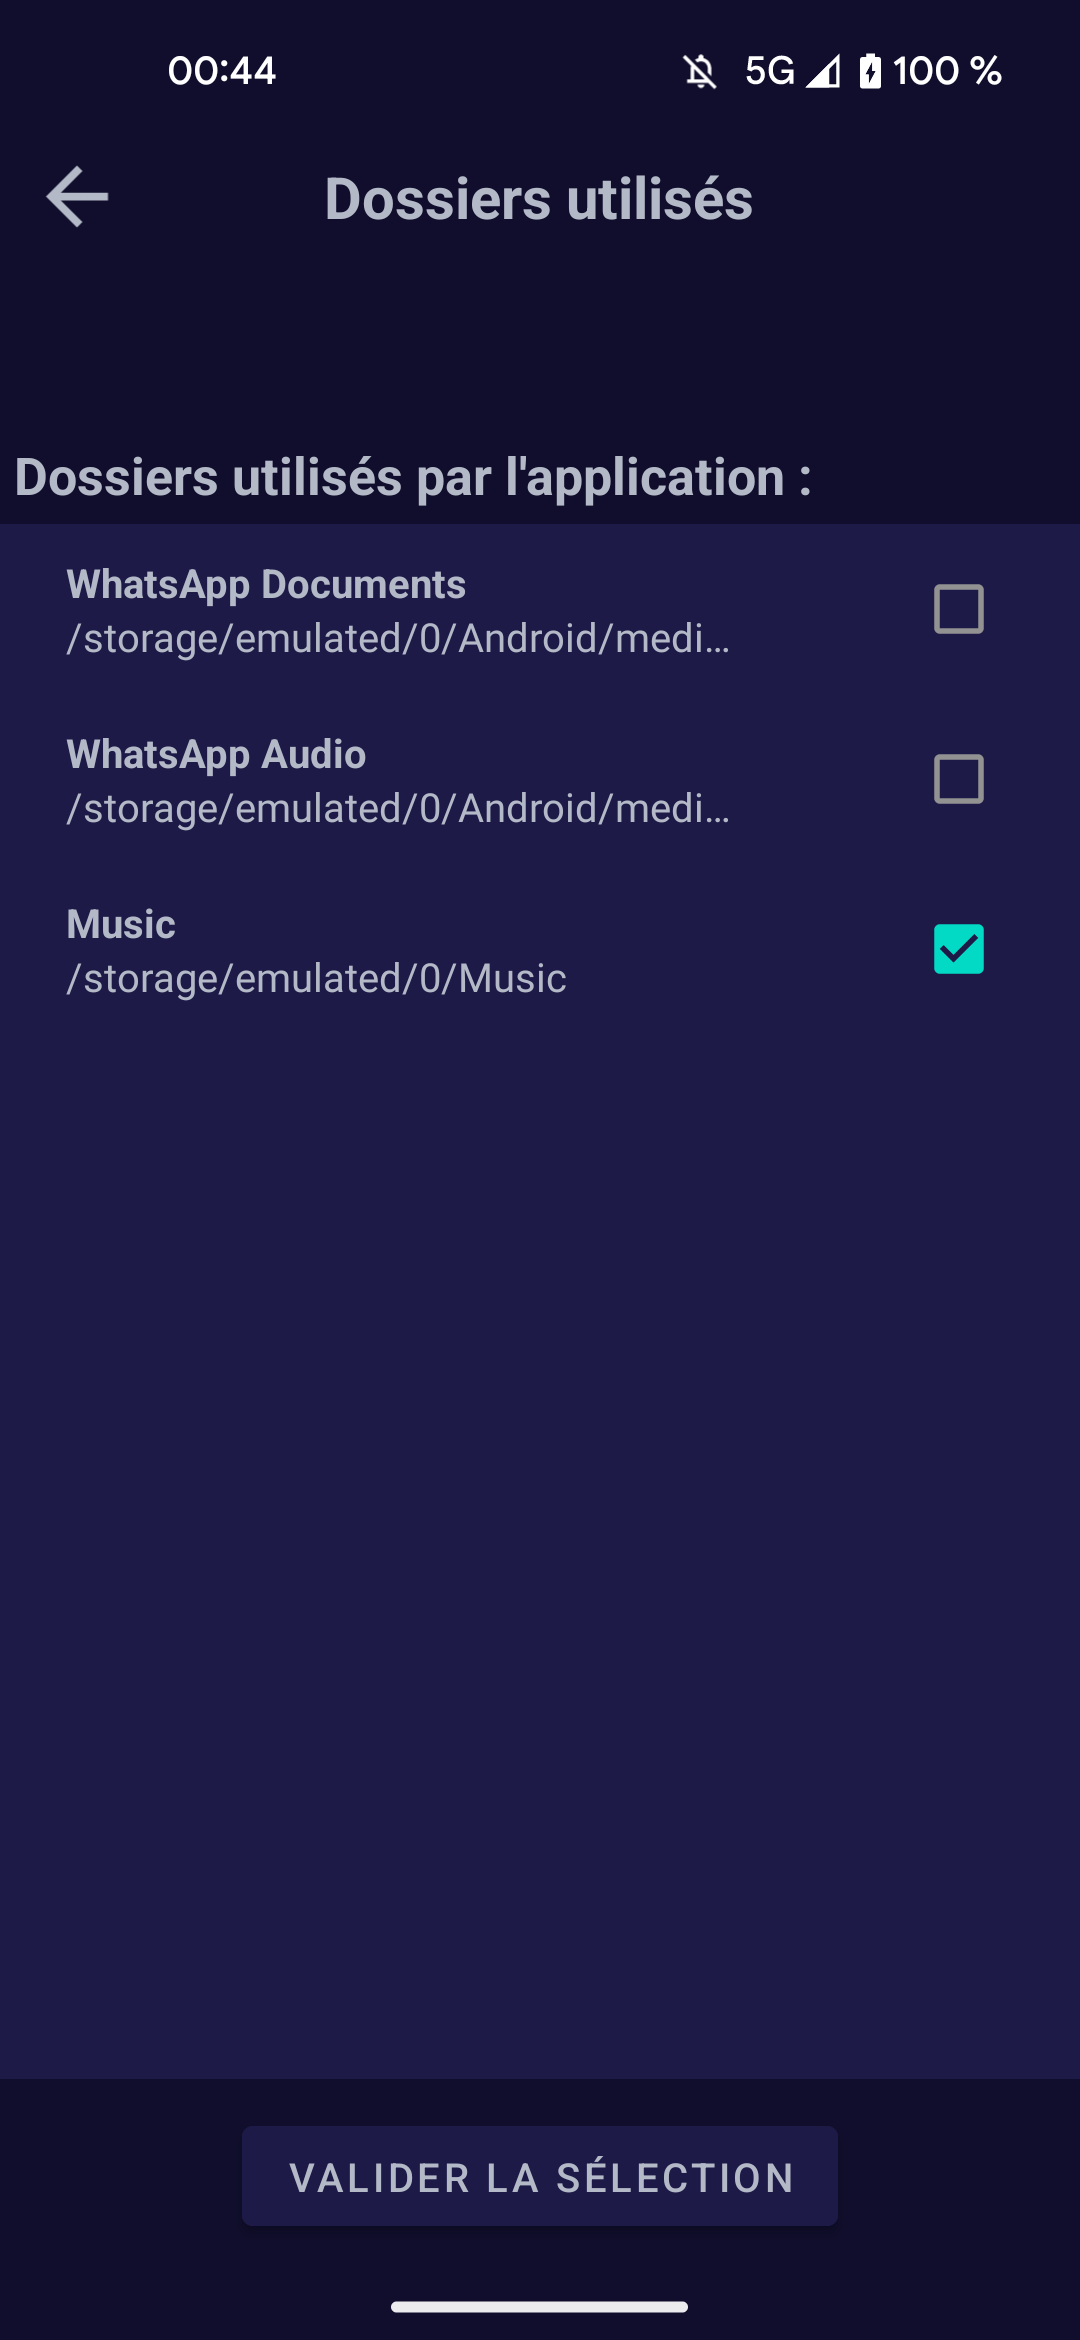 00:44 5G 100 %
Dossiers utilisés
Dossiers utilisés par l'application :
WhatsApp Documents
/storage/emulated/0/Android/medi...
WhatsApp Audio
/storage/emulated/0/Android/medi...
Music
/storage/emulated/0/Music
VALIDER LA SÉLECTION